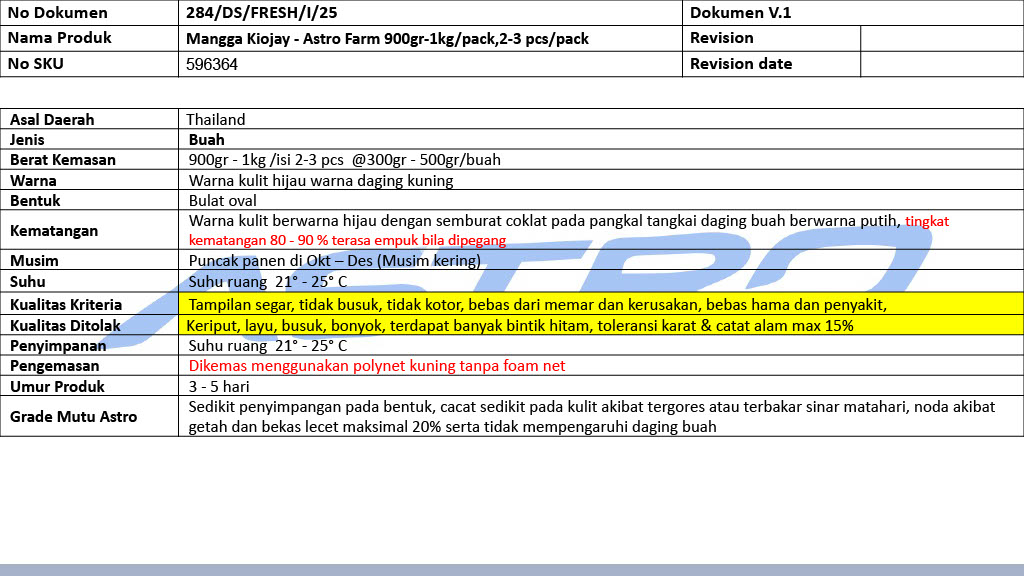 No Dokumen 284/DS/FRESH/I/25 Dokumen V.1
Nama Produk Mangga Kiojay - Astro Farm 900gr-1kg/pack,2-3 pcs/pack Revision
No SKU 596364 Revision date
Asal Daerah Thailand
Jenis Buah
Berat Kemasan 900gr - 1kg /isi 2-3 pcs @300gr - 500gr/buah
Warna Warna kulit hijau warna daging kuning
Bentuk Bulat oval
Kematangan Warna kulit berwarna hijau dengan semburat coklat pada pangkal tangkai daging buah berwarna putih, tingkat
kematangan 80 - 90 % terasa empuk bila dipegang
Musim Puncak panen di Okt – Des (Musim kering)
Suhu Suhu ruang 21° - 25° C
Kualitas Kriteria Tampilan segar, tidak busuk, tidak kotor, bebas dari memar dan kerusakan, bebas hama dan penyakit,
Kualitas Ditolak Keriput, layu, busuk, bonyok, terdapat banyak bintik hitam, toleransi karat & catat alam max 15%
Penyimpanan Suhu ruang 21° - 25° C
Pengemasan Dikemas menggunakan polynet kuning tanpa foam net
Umur Produk 3 - 5 hari
Grade Mutu Astro Sedikit penyimpangan pada bentuk, cacat sedikit pada kulit akibat tergores atau terbakar sinar matahari, noda akibat
getah dan bekas lecet maksimal 20% serta tidak mempengaruhi daging buah
ASTRO